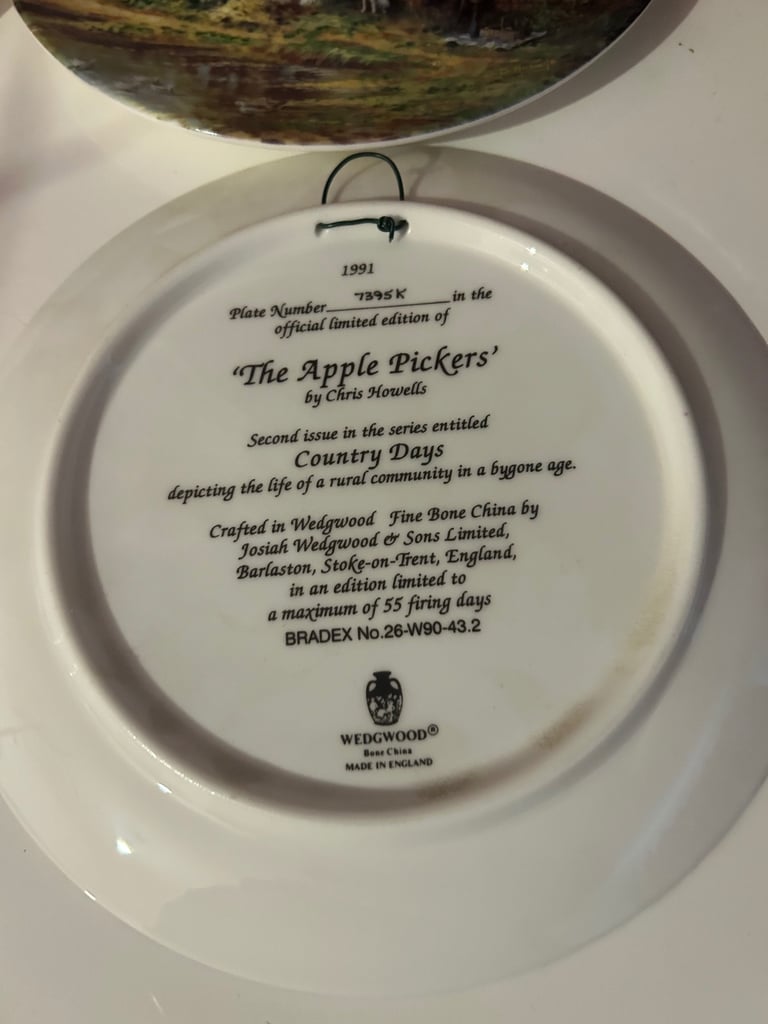 1991
Plate Number 7395K in the
official limited edition of
'The Apple Pickers'
by Chris Howells
Second issue in the series entitled
Country Days
depicting the life of a rural community in a bygone age.
Crafted in Wedgwood Fine Bone China by
Josiah Wedgwood & Sons Limited,
Barlaston, Stoke-on-Trent, England,
in an edition limited to
a maximum of 55 firing days
BRADEX No.26-W90-43.2
WEDGWOOD®
Bone China
MADE IN ENGLAND